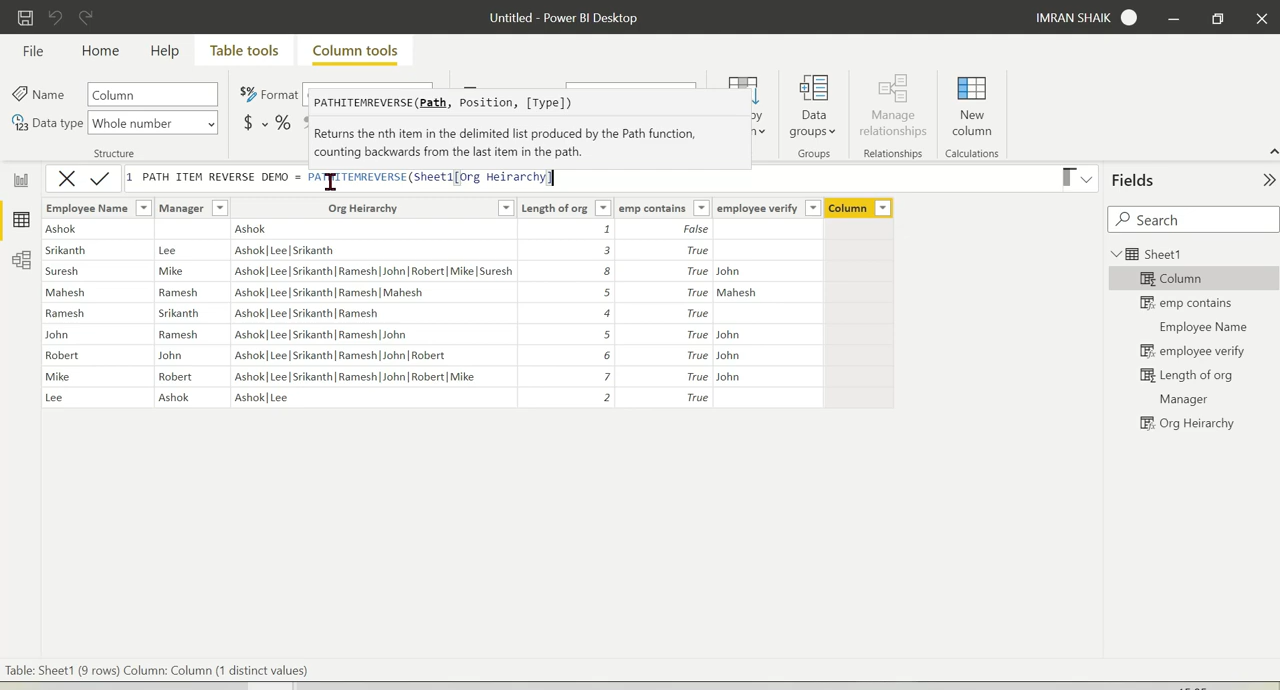 Untitled - Power BI Desktop
IMRAN SHAIK
File
Home
Help
Table tools
Column tools
Name
Column
Format
Data type
Whole number
$
%
Structure
PATHITEMREVERSE(Path, Position, [Type])
Returns the nth item in the delimited list produced by the Path function,
counting backwards from the last item in the path.
Data
groups
Groups
Manage
relationships
Relationships
New
column
Calculations
1 PATH ITEM REVERSE DEMO = PATHITEMREVERSE(Sheet1[Org Heirarchy]
Employee Name Manager Org Heirarchy Length of org emp contains employee verify Column
Ashok Ashok 1 False
Srikanth Lee Ashok|Lee|Srikanth 3 True
Suresh Mike Ashok|Lee|Srikanth|Ramesh|John|Robert|Mike|Suresh 8 True John
Mahesh Ramesh Ashok|Lee|Srikanth|Ramesh|Mahesh 5 True Mahesh
Ramesh Srikanth Ashok|Lee|Srikanth|Ramesh 4 True
John Ramesh Ashok|Lee|Srikanth|Ramesh|John 5 True John
Robert John Ashok|Lee|Srikanth|Ramesh|John|Robert 6 True John
Mike Robert Ashok|Lee|Srikanth|Ramesh|John|Robert|Mike 7 True John
Lee Ashok Ashok|Lee 2 True
Fields
Search
Sheet1
Column
emp contains
Employee Name
employee verify
Length of org
Manager
Org Heirarchy
Table: Sheet1 (9 rows) Column: Column (1 distinct values)